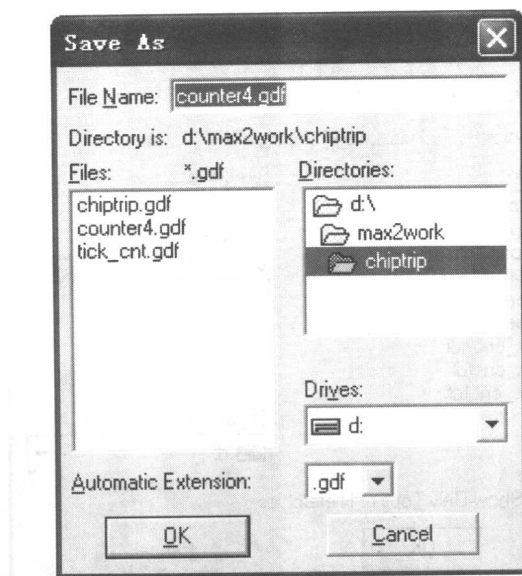 Save As
File Name: counter4.gdf
Directory is: d:\max2work\chiptrip
Files: *.gdf
chiptrip.gdf
counter4.gdf
tick_cnt.gdf
Directories:
d:\
max2work
chiptrip
Drives:
d:
Automatic Extension: .gdf
OK
Cancel